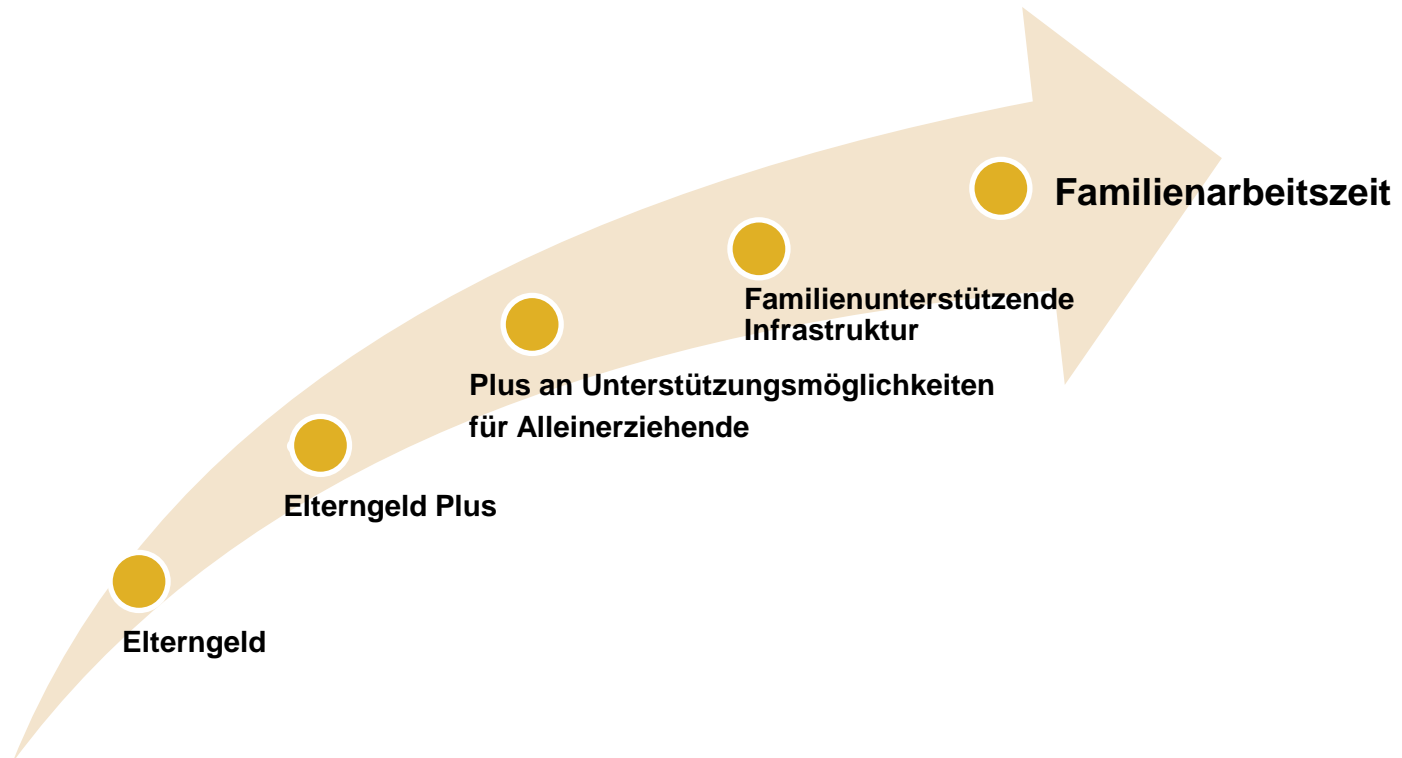 Familienarbeitszeit
Familienunterstützende
Infrastruktur
Plus an Unterstützungsmöglichkeiten
für Alleinerziehende
Elterngeld Plus
Elterngeld